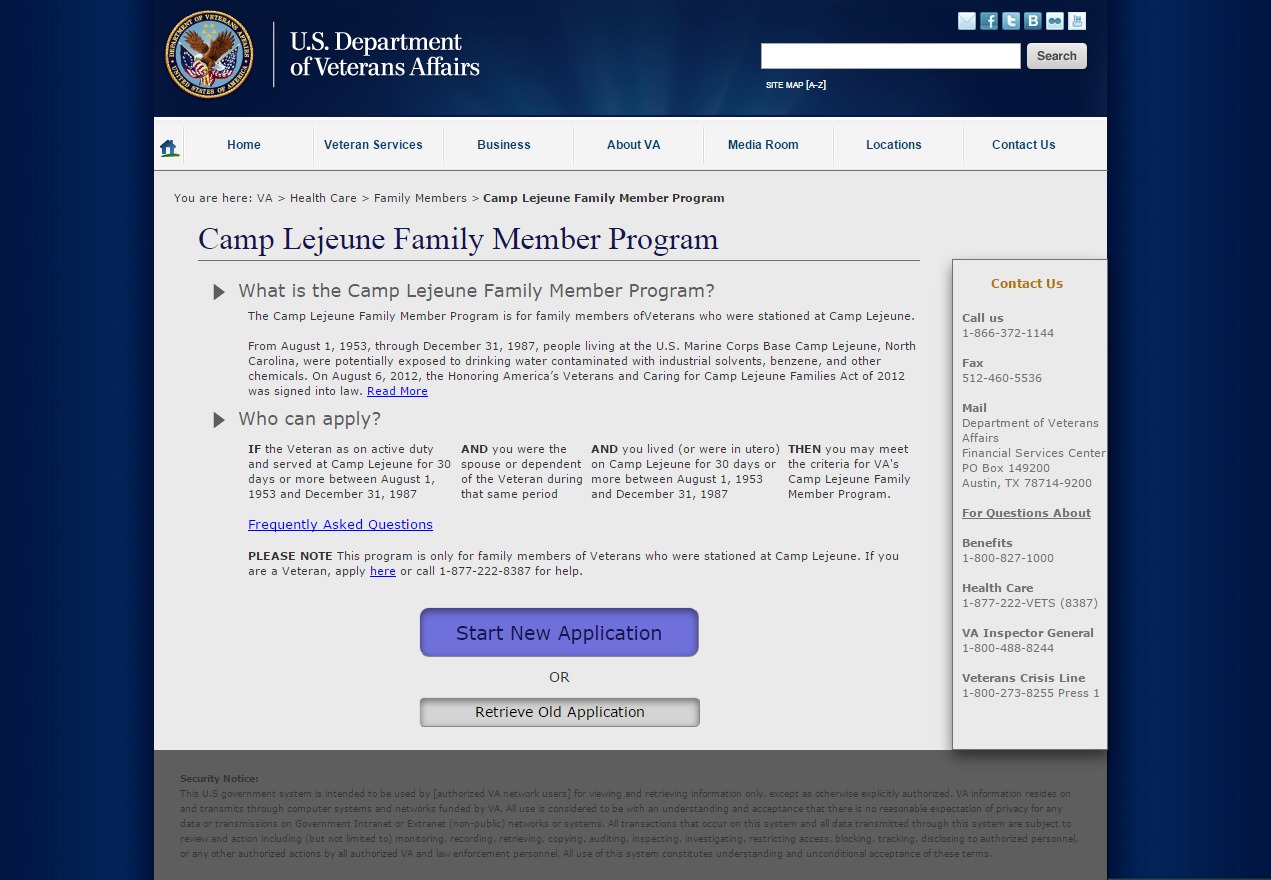 DEPARTMENT OF VETERANS AFFAIRS
UNITED STATES OF AMERICA
U.S. Department
of Veterans Affairs
Search
SITE MAP [A-Z]
Home
Veteran Services
Business
About VA
Media Room
Locations
Contact Us
You are here: VA > Health Care > Family Members > Camp Lejeune Family Member Program
Camp Lejeune Family Member Program
What is the Camp Lejeune Family Member Program?
The Camp Lejeune Family Member Program is for family members ofVeterans who were stationed at Camp Lejeune.
From August 1, 1953, through December 31, 1987, people living at the U.S. Marine Corps Base Camp Lejeune, North
Carolina, were potentially exposed to drinking water contaminated with industrial solvents, benzene, and other
chemicals. On August 6, 2012, the Honoring America's Veterans and Caring for Camp Lejeune Families Act of 2012
was signed into law. Read More
Who can apply?
IF the Veteran as on active duty
and served at Camp Lejeune for 30
days or more between August 1,
1953 and December 31, 1987
AND you were the
spouse or dependent
of the Veteran during
that same period
AND you lived (or were in utero)
on Camp Lejeune for 30 days or
more between August 1, 1953
and December 31, 1987
THEN you may meet
the criteria for VA's
Camp Lejeune Family
Member Program.
Frequently Asked Questions
PLEASE NOTE This program is only for family members of Veterans who were stationed at Camp Lejeune. If you
are a Veteran, apply here or call 1-877-222-8387 for help.
Start New Application
OR
Retrieve Old Application
Contact Us
Call us
1-866-372-1144
Fax
512-460-5536
Mail
Department of Veterans
Affairs
Financial Services Center
PO Box 149200
Austin, TX 78714-9200
For Questions About
Benefits
1-800-827-1000
Health Care
1-877-222-VETS (8387)
VA Inspector General
1-800-488-8244
Veterans Crisis Line
1-800-273-8255 Press 1
Security Notice:
This U.S government system is intended to be used by [authorized VA network users] for viewing and retrieving information only, except as otherwise explicitly authorized. VA information resides on
and transmits through computer systems and networks funded by VA. All use is considered to be with an understanding and acceptance that there is no reasonable expectation of privacy for any
data or transmissions on Government Intranet or Extranet (non-public) networks or systems. All transactions that occur on this system and all data transmitted through this system are subject to
review and action including (but not limited to) monitoring, recording, retrieving, copying, auditing, inspecting, investigating, restricting access, blocking, tracking, disclosing to authorized personnel,
or any other authorized actions by all authorized VA and law enforcement personnel. All use of this system constitutes understanding and unconditional acceptance of these terms.